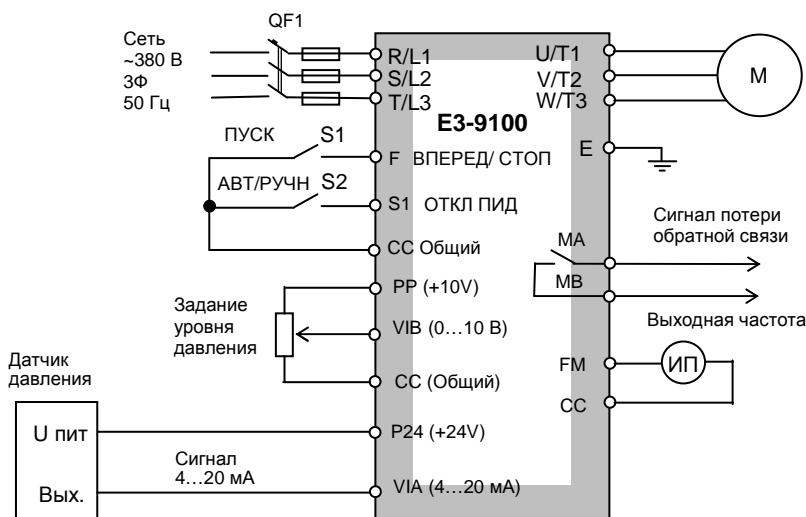 QF1
Сеть
~380 В
3Ф
50 Гц
R/L1
S/L2
T/L3
U/T1
V/T2
W/T3
М
E3-9100
ПУСК
S1
F ВПЕРЕД/ СТОП
E
АВТ/РУЧН
S2
S1 ОТКЛ ПИД
CC Общий
Сигнал потери
обратной связи
MA
MB
PP (+10V)
Задание
уровня
давления
VIB (0…10 В)
Выходная частота
CC (Общий)
FM
ИП
CC
Датчик
давления
U пит
P24 (+24V)
Сигнал
4…20 мА
Вых.
VIA (4…20 мА)